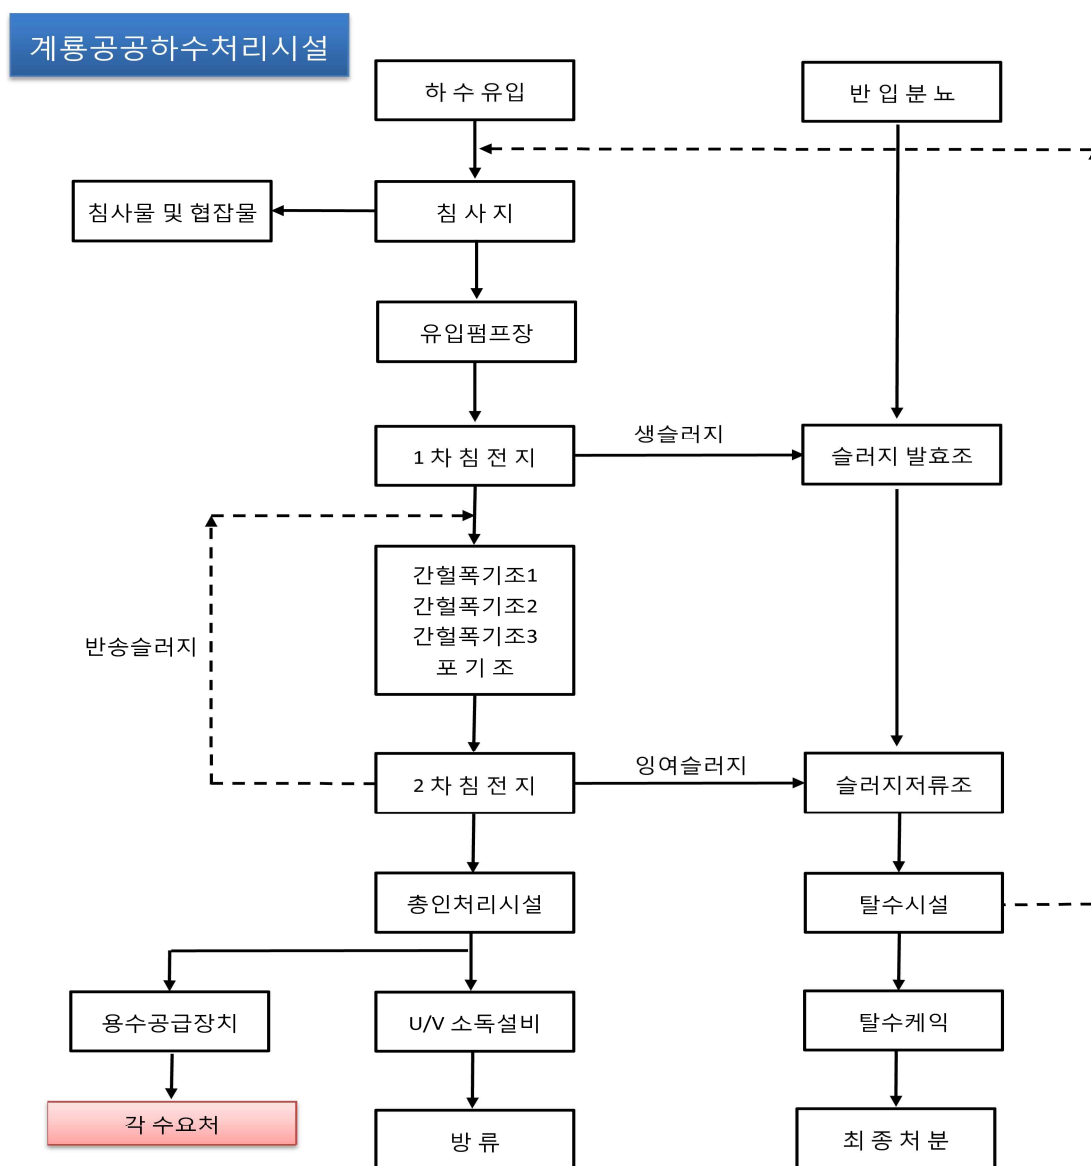 계룡공공하수처리시설
하 수 유입
반 입 분 뇨
침사물 및 협잡물
침 사 지
유입펌프장
1 차 침 전 지
생슬러지
슬러지 발효조
간헐폭기조1
간헐폭기조2
간헐폭기조3
포 기 조
반송슬러지
2 차 침 전 지
잉여슬러지
슬러지저류조
총인처리시설
탈수시설
용수공급장치
U/V 소독설비
탈수케익
각 수요처
방 류
최 종 처 분